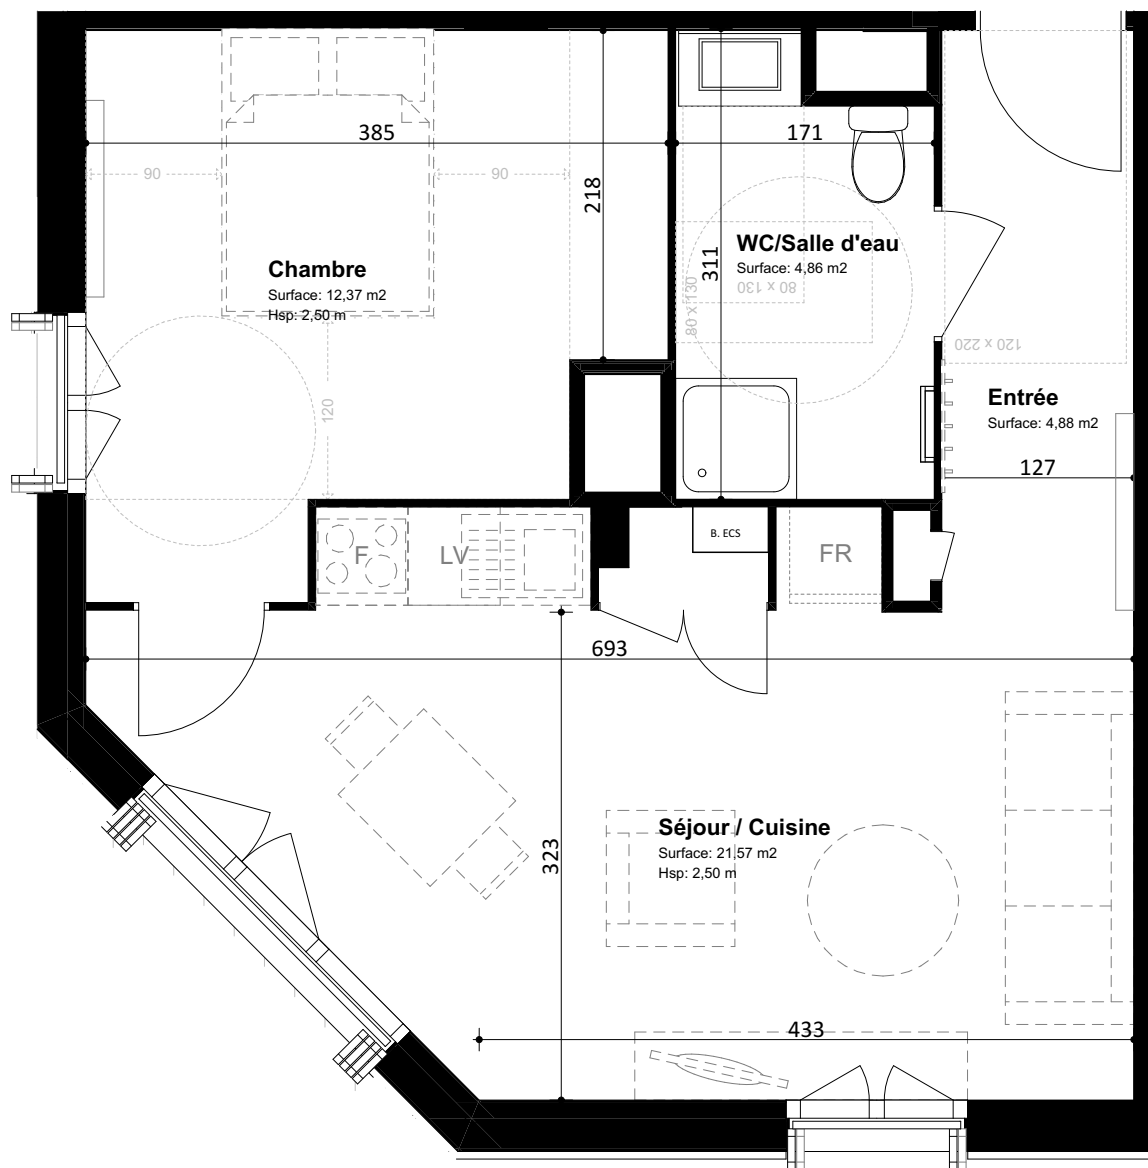 385
171
90
90
218
311
WC/Salle d'eau
Surface: 4,86 m2
80 x 130
80 x 130
Chambre
Surface: 12,37 m2
Hsp: 2,50 m
120 x 220
Entrée
Surface: 4,88 m2
120
127
F
LV
B. ECS
FR
693
323
Séjour / Cuisine
Surface: 21,57 m2
Hsp: 2,50 m
433